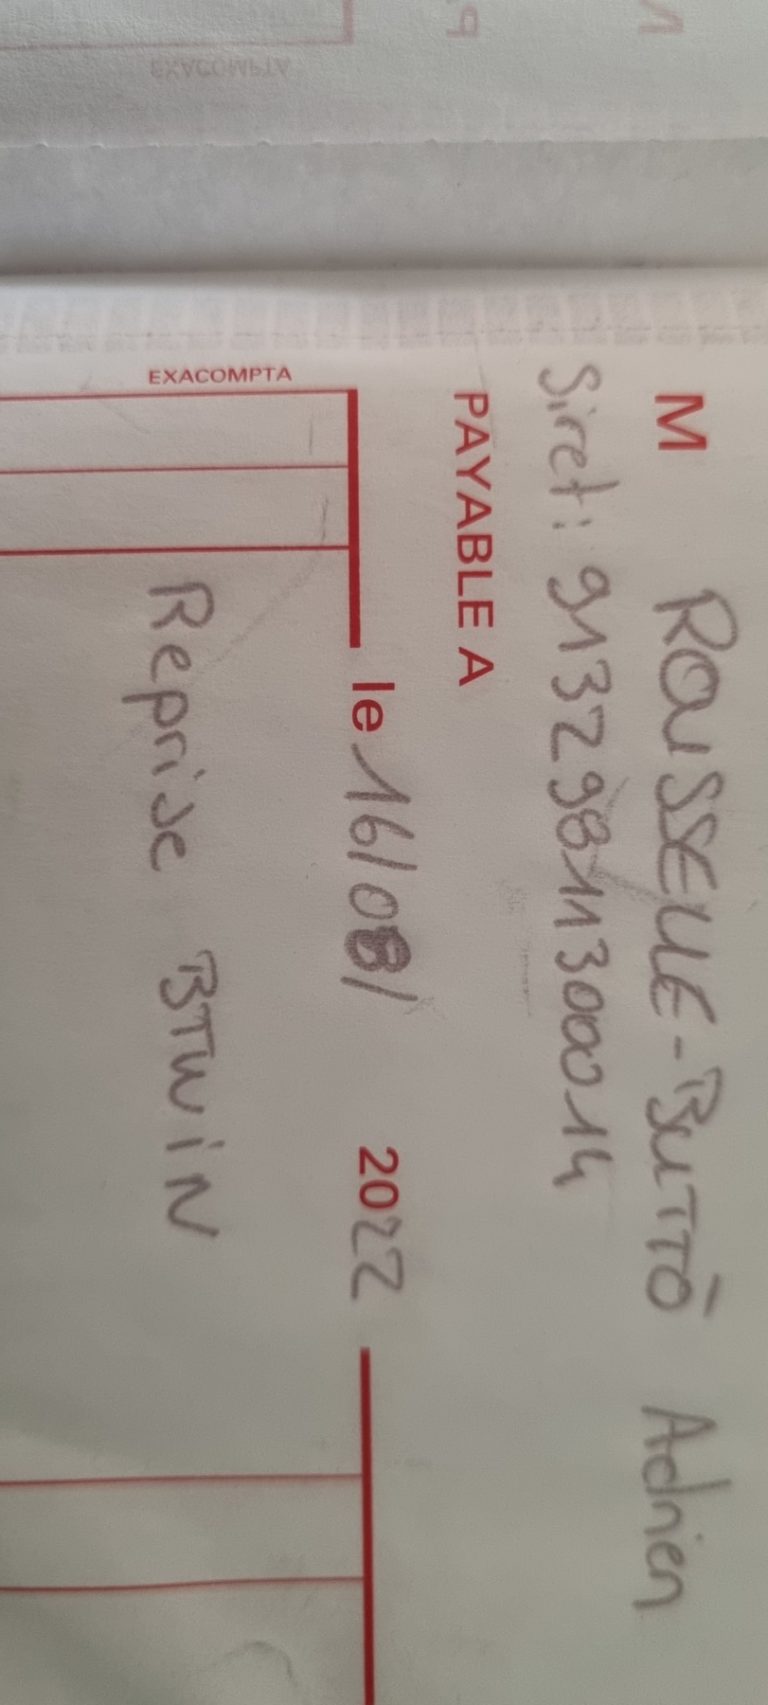 M ROUSSELLE-BUTTÒ Adrien
Siret: 91329811300014
PAYABLE A
le 16/08/ 2022
Reprise BTWIN
EXACOMPTA